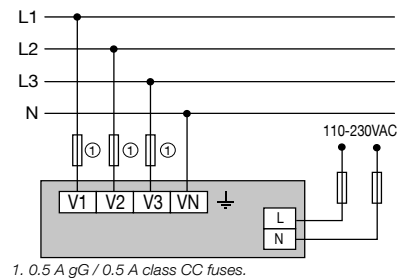 L1
L2
L3
N
110-230VAC
① ① ①
V1 V2 V3 VN
L
N
1. 0.5 A gG / 0.5 A class CC fuses.